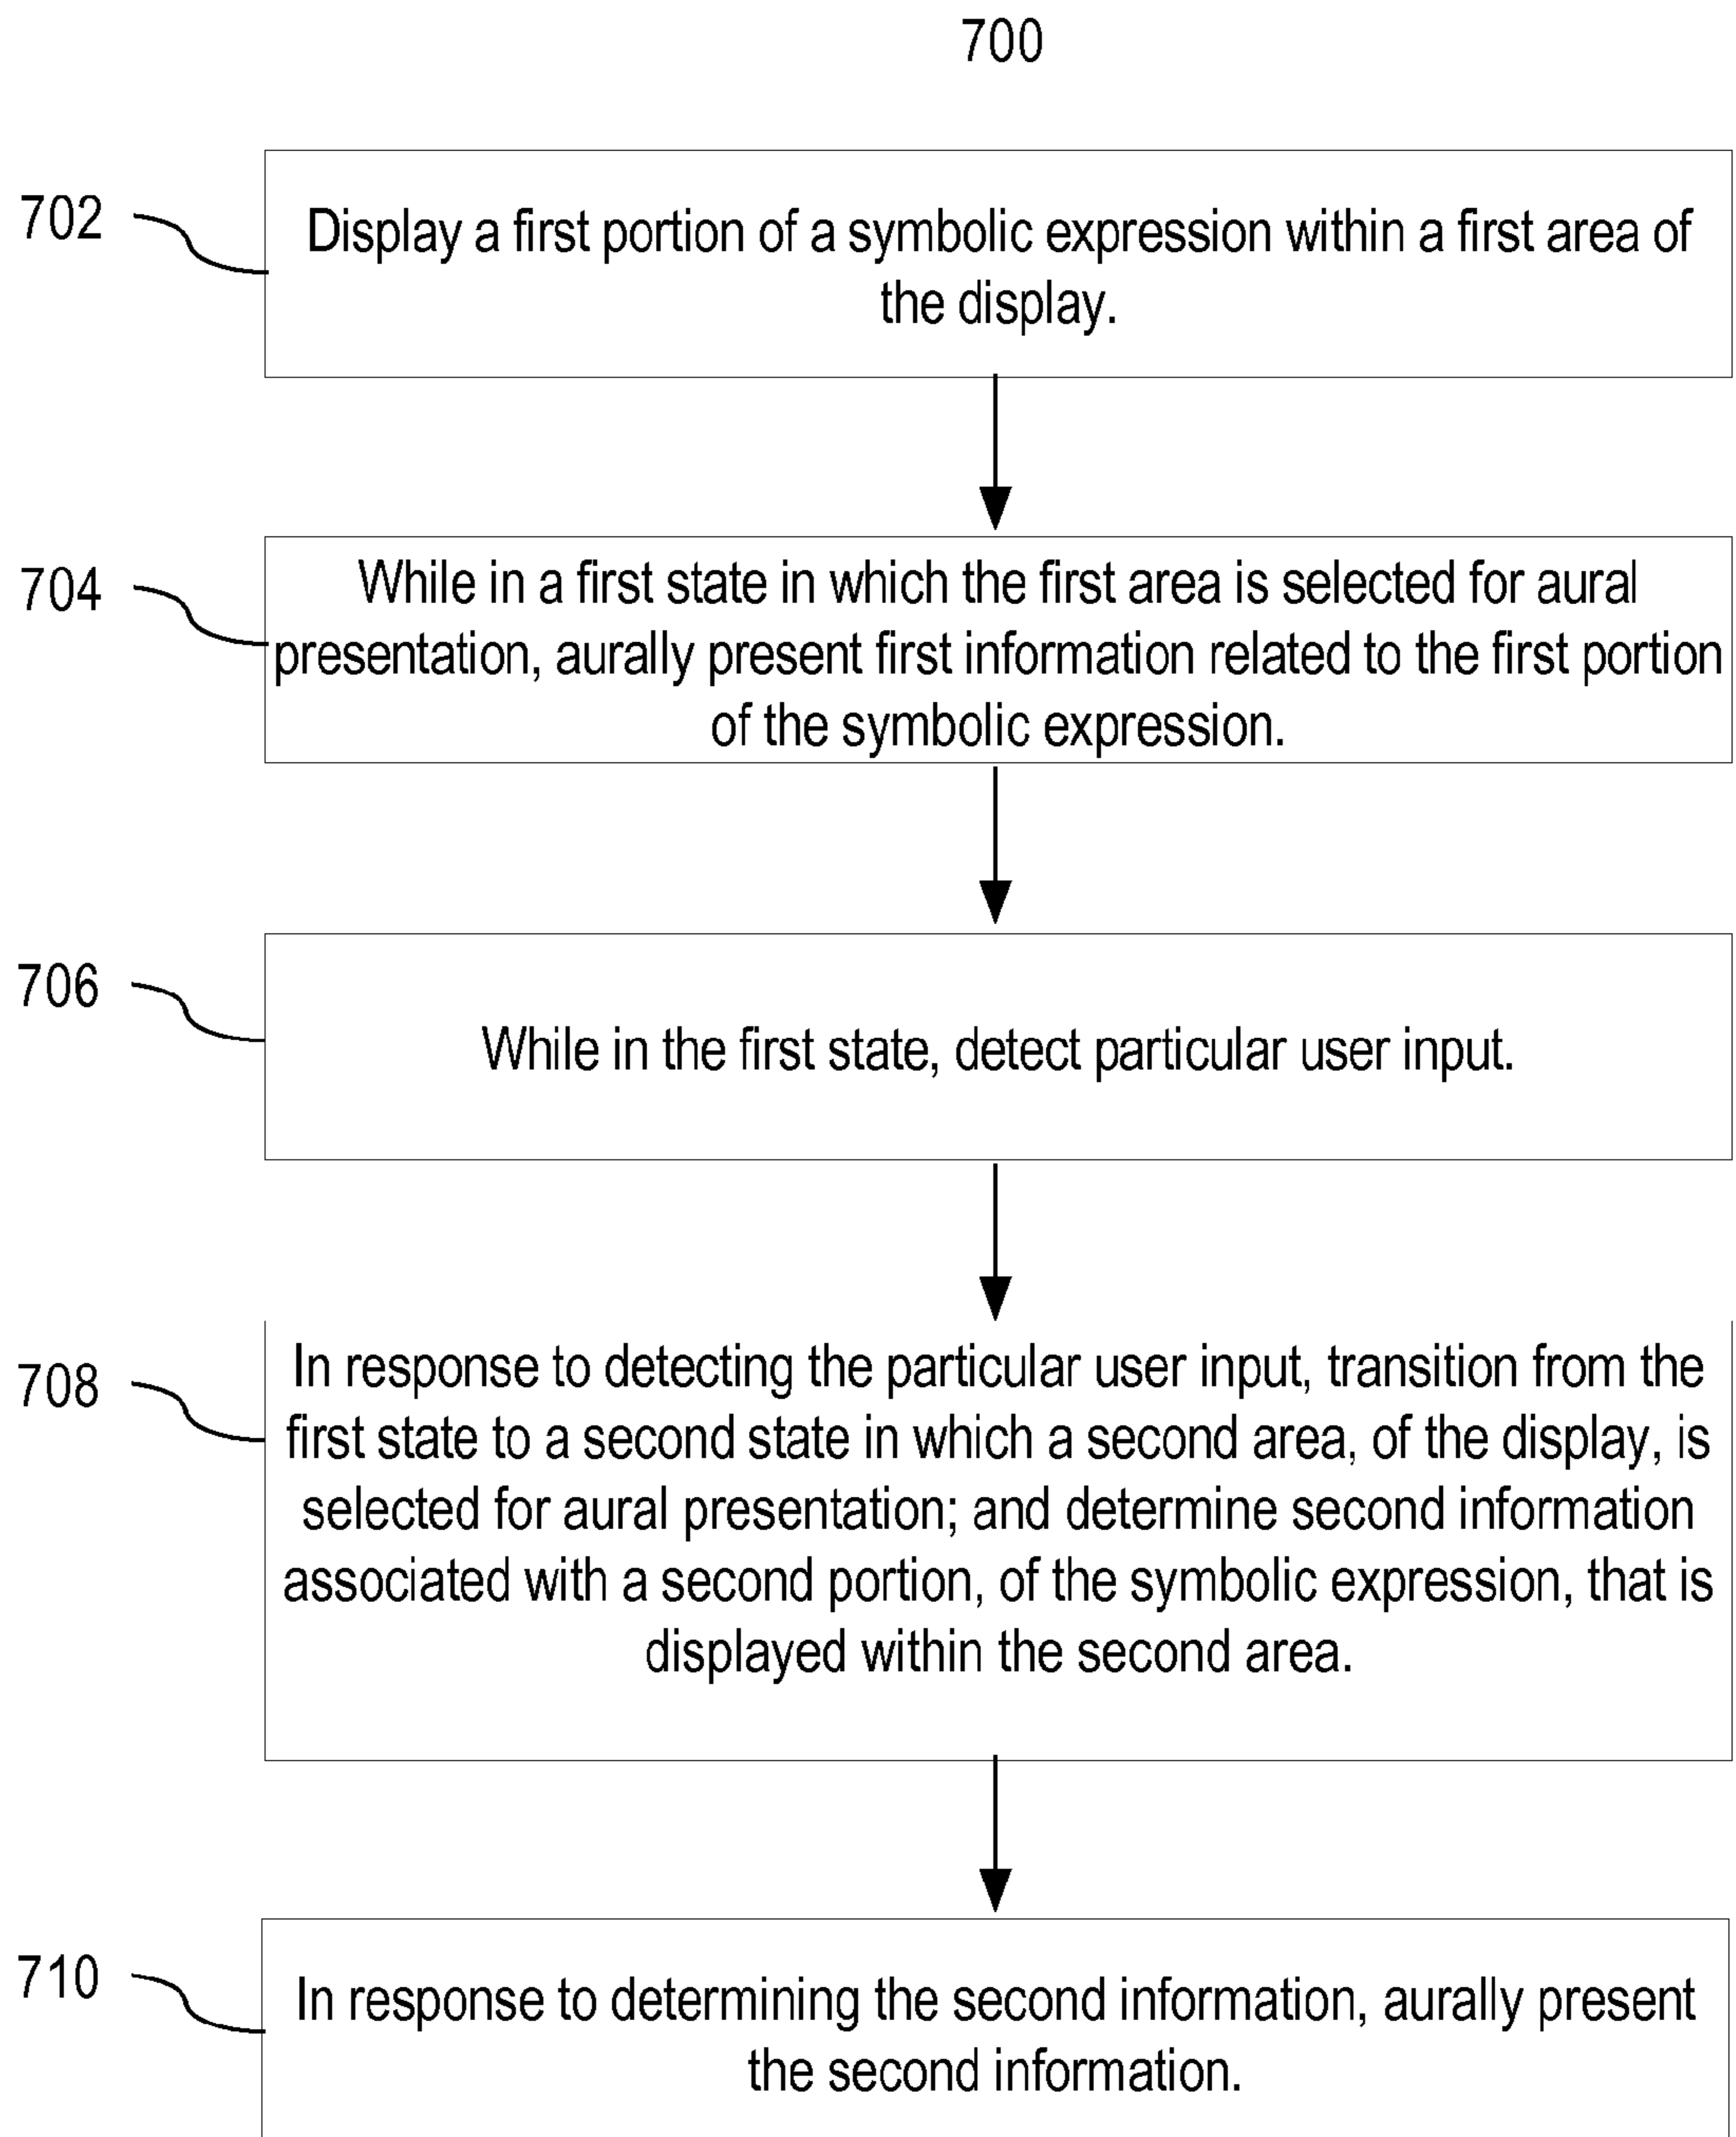 700
702
Display a first portion of a symbolic expression within a first area of
the display.
704
While in a first state in which the first area is selected for aural
presentation, aurally present first information related to the first portion
of the symbolic expression.
706
While in the first state, detect particular user input.
708
In response to detecting the particular user input, transition from the
first state to a second state in which a second area, of the display, is
selected for aural presentation; and determine second information
associated with a second portion, of the symbolic expression, that is
displayed within the second area.
710
In response to determining the second information, aurally present
the second information.